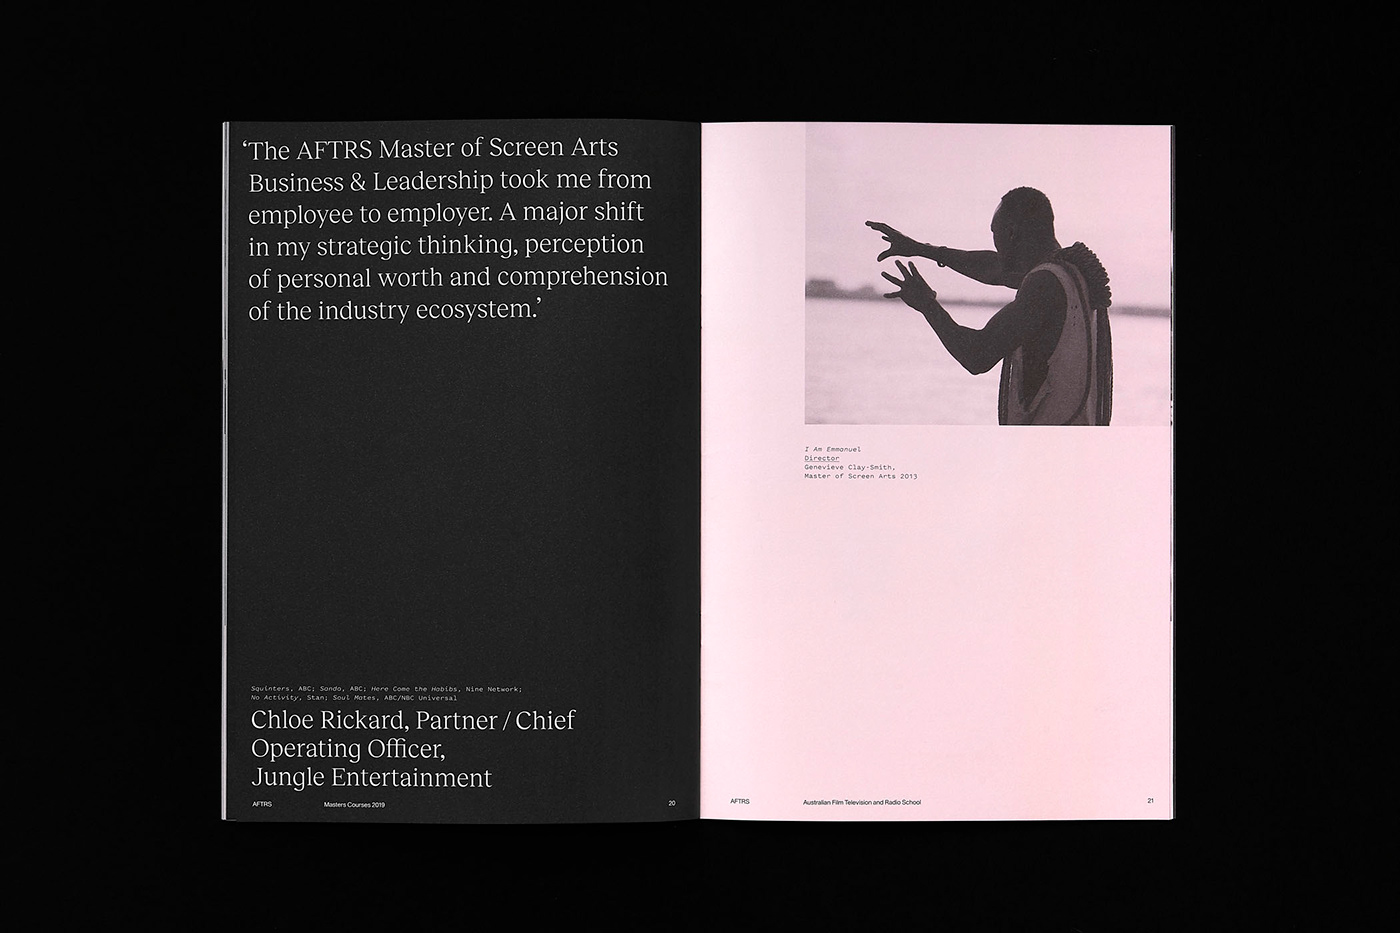 ‘The AFTRS Master of Screen Arts
Business & Leadership took me from
employee to employer. A major shift
in my strategic thinking, perception
of personal worth and comprehension
of the industry ecosystem.’
Squinters, ABC; Sando, ABC; Here Come the Habibs, Nine Network;
No Activity, Stan; Soul Mates, ABC/NBC Universal
Chloe Rickard, Partner / Chief
Operating Officer,
Jungle Entertainment
AFTRS Masters Courses 2019 20
I Am Emmanuel
Director
Genevieve Clay-Smith,
Master of Screen Arts 2013
AFTRS Australian Film Television and Radio School 21